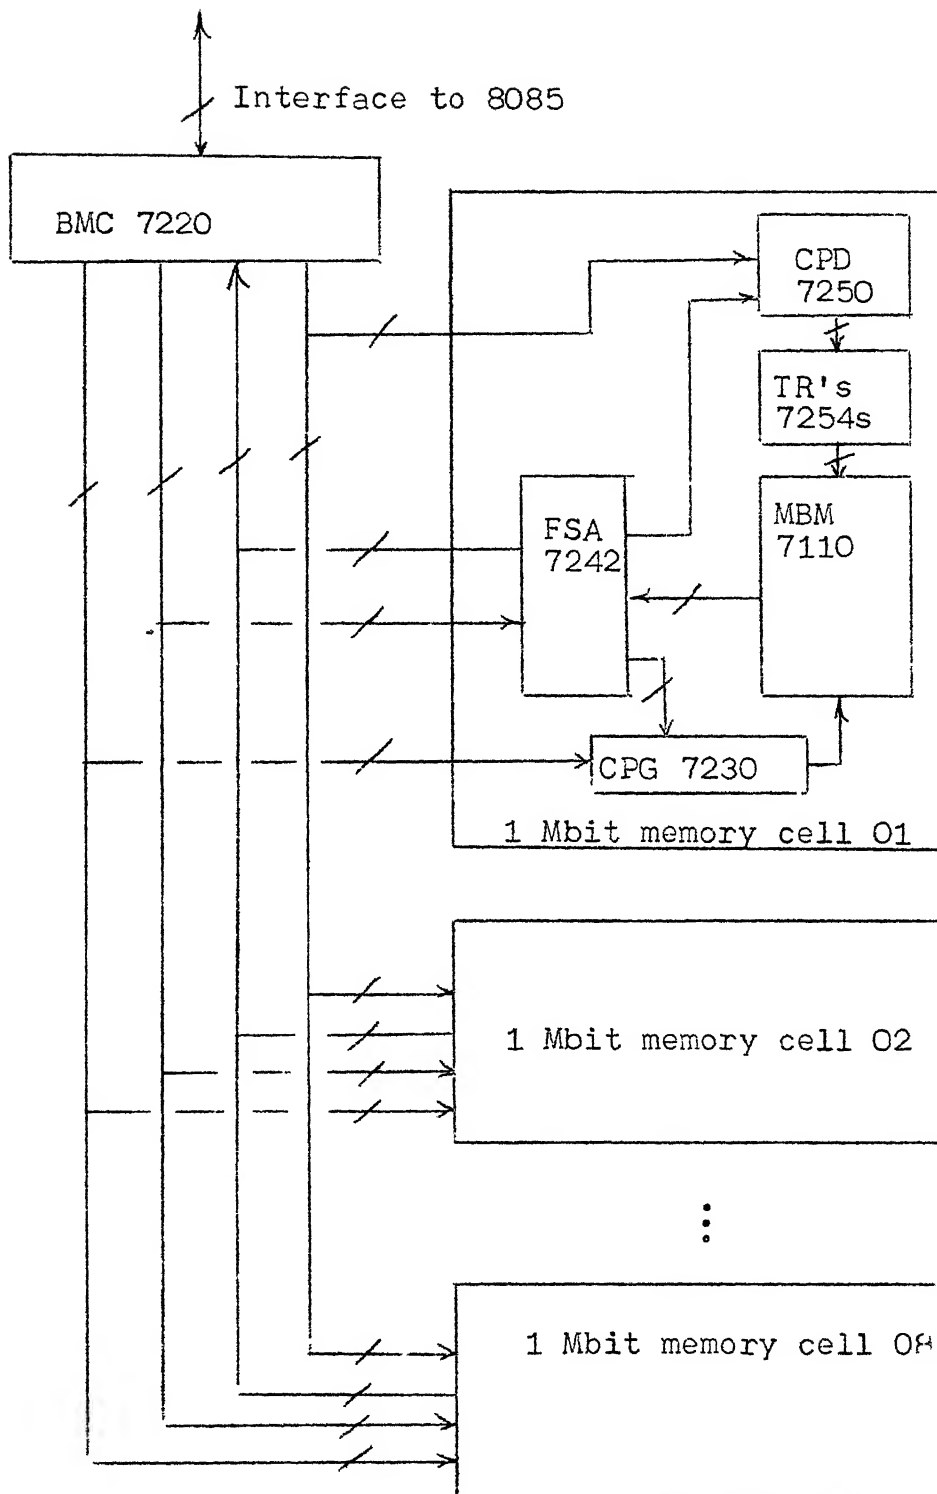 Interface to 8085
BMC 7220
CPD
7250
TR's
7254s
FSA
7242
MBM
7110
CPG 7230
1 Mbit memory cell 01
1 Mbit memory cell 02
1 Mbit memory cell 08